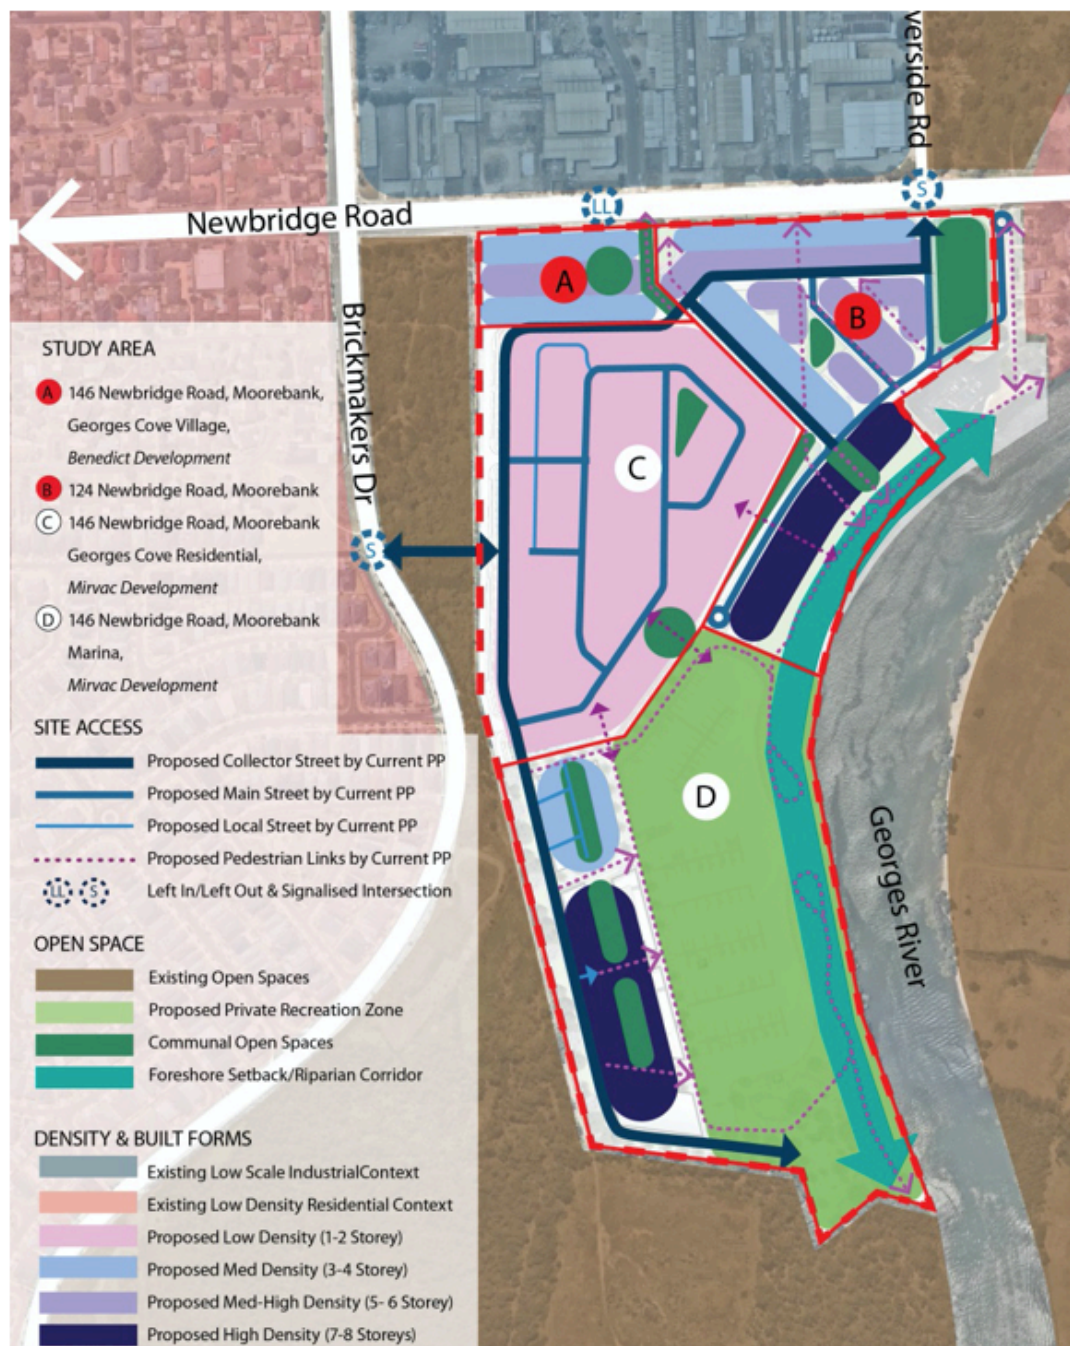 verside Rd
S
LL
Newbridge Road
A
B
Brickmakers Dr
C
S
D
Georges River
STUDY AREA
A 146 Newbridge Road, Moorebank,
Georges Cove Village,
Benedict Development
B 124 Newbridge Road, Moorebank
C 146 Newbridge Road, Moorebank
Georges Cove Residential,
Mirvac Development
D 146 Newbridge Road, Moorebank
Marina,
Mirvac Development
SITE ACCESS
Proposed Collector Street by Current PP
Proposed Main Street by Current PP
Proposed Local Street by Current PP
Proposed Pedestrian Links by Current PP
LL S Left In/Left Out & Signalised Intersection
OPEN SPACE
Existing Open Spaces
Proposed Private Recreation Zone
Communal Open Spaces
Foreshore Setback/Riparian Corridor
DENSITY & BUILT FORMS
Existing Low Scale IndustrialContext
Existing Low Density Residential Context
Proposed Low Density (1-2 Storey)
Proposed Med Density (3-4 Storey)
Proposed Med-High Density (5- 6 Storey)
Proposed High Density (7-8 Storeys)